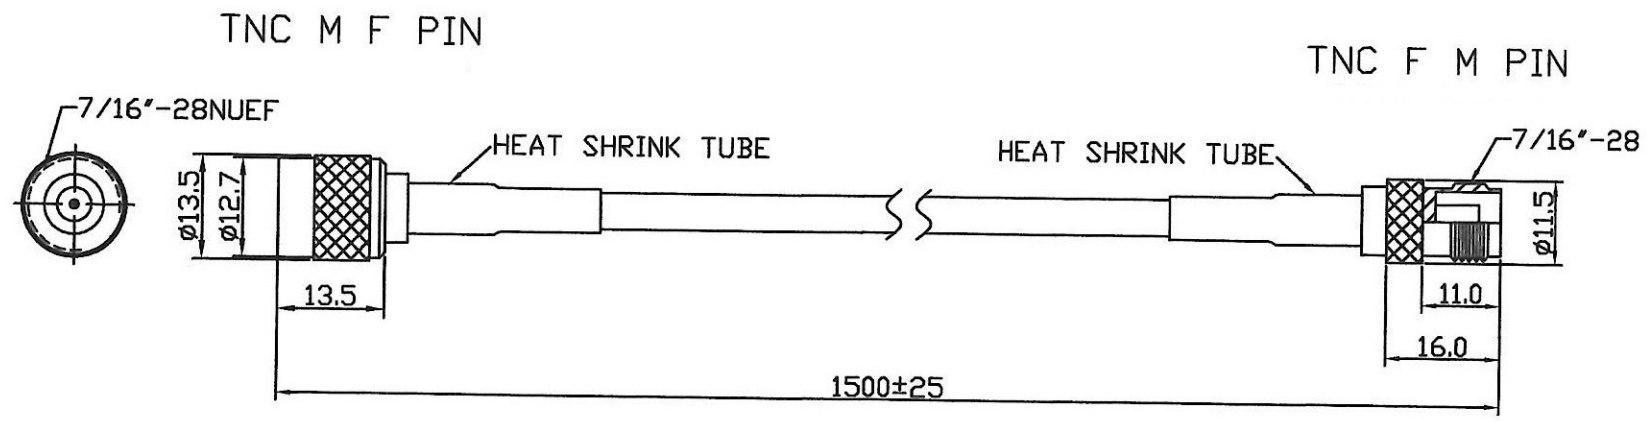 TNC M F PIN
TNC F M PIN
7/16"-28NUEF
HEAT SHRINK TUBE
HEAT SHRINK TUBE
7/16"-28
ø13.5
ø12.7
ø11.5
13.5
11.0
16.0
1500±25